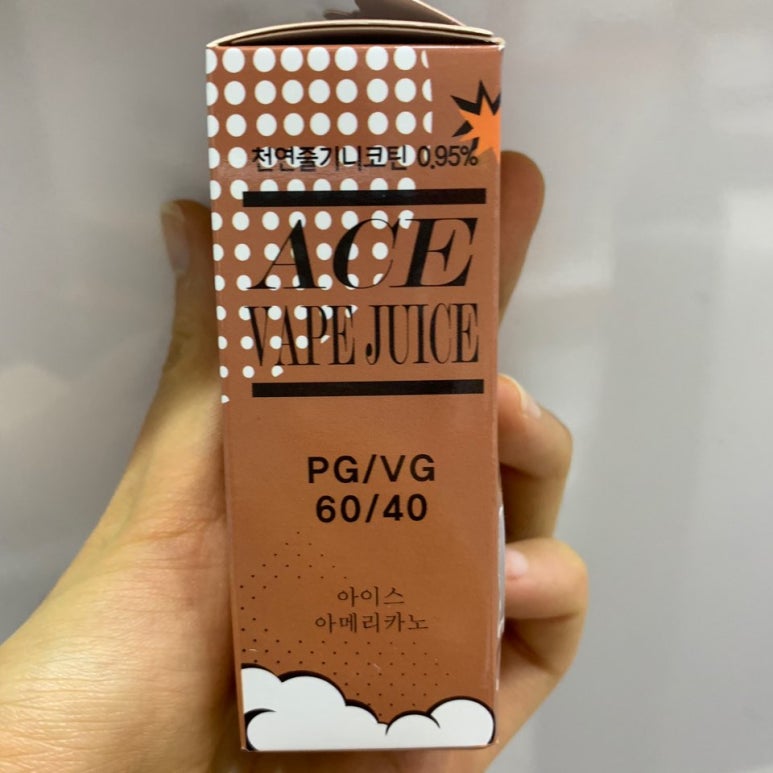 천연줄기니코틴 0.95%
ACE
VAPE JUICE
PG/VG
60/40
아이스
아메리카노